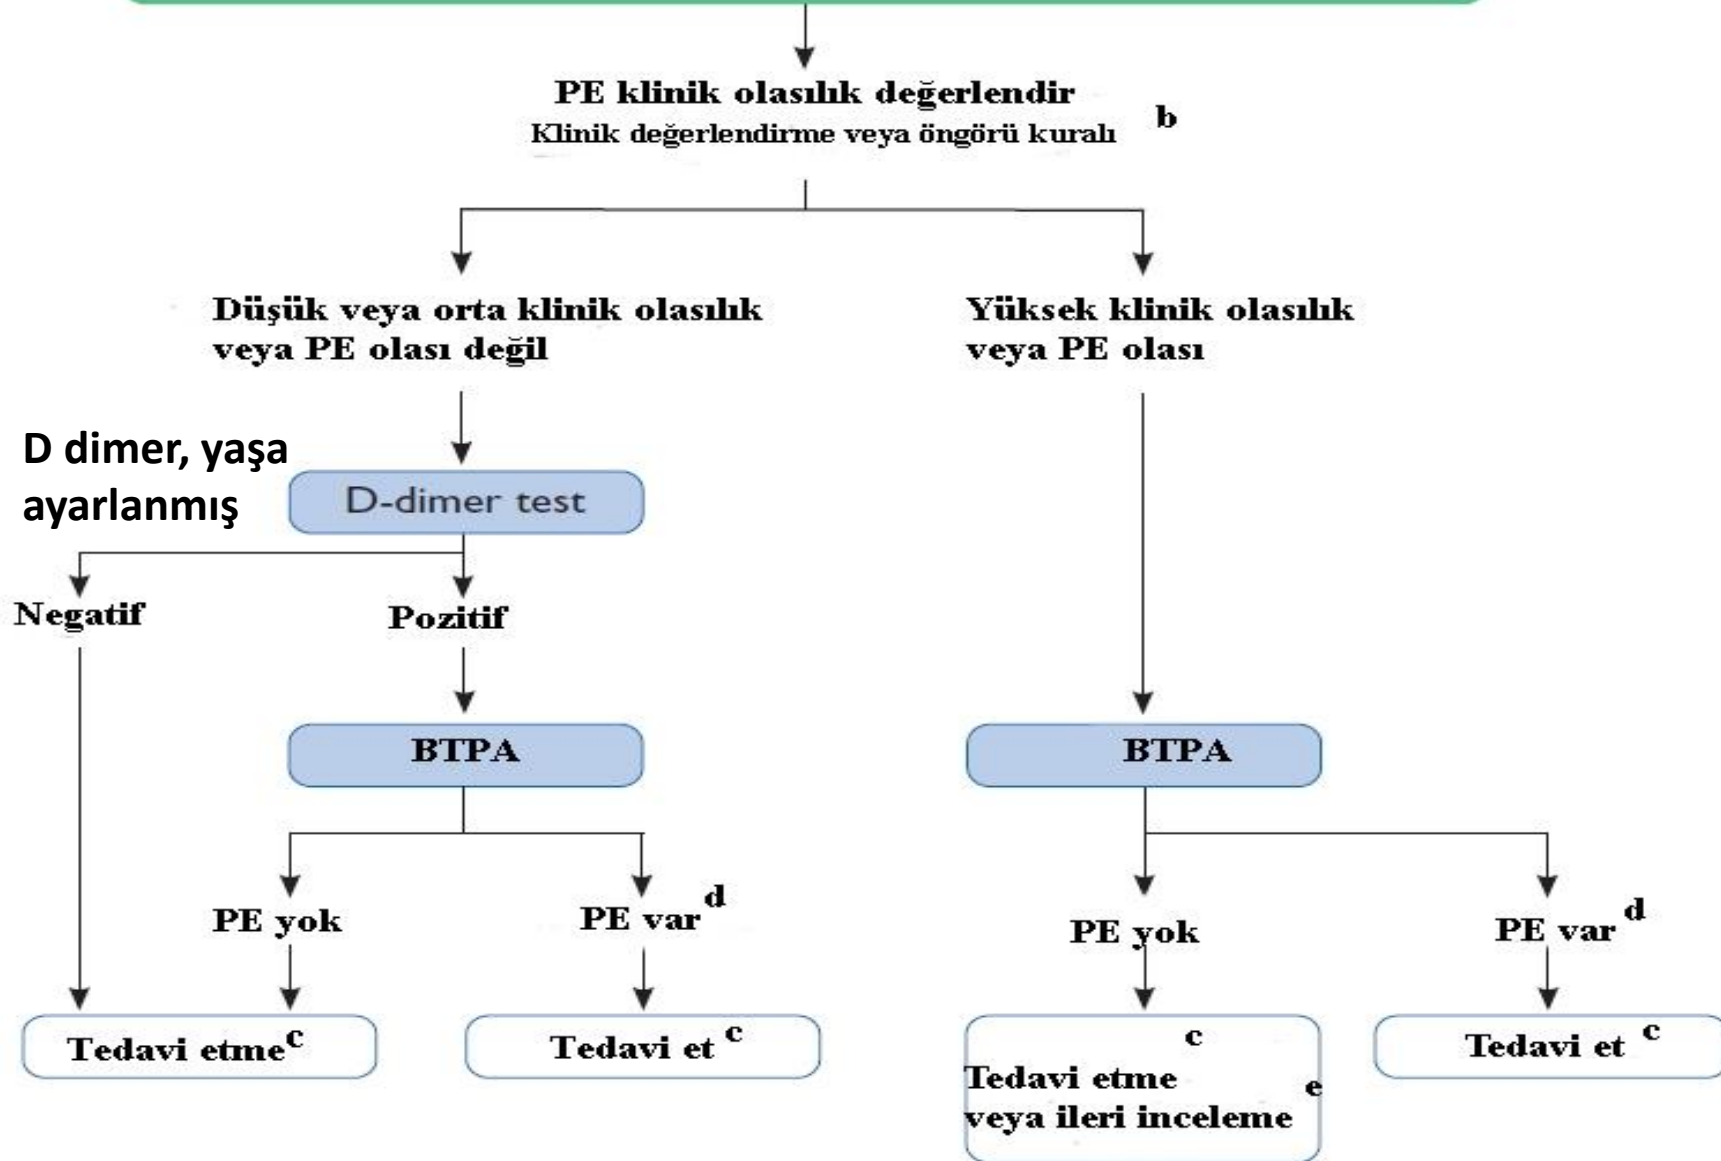 PE klinik olasılık değerlendir
Klinik değerlendirme veya öngörü kuralı b
Düşük veya orta klinik olasılık
veya PE olası değil
Yüksek klinik olasılık
veya PE olası
D dimer, yaşa
ayarlanmış
D-dimer test
Negatif
Pozitif
BTPA
BTPA
PE yok
PE var d
PE yok
PE var d
Tedavi etme c
Tedavi et c
c
Tedavi etme e
veya ileri inceleme
Tedavi et c